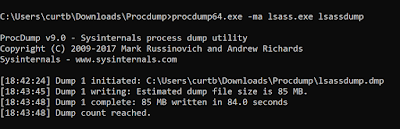 C:\Users\curtb\Downloads\Procdump>procdump64.exe -ma lsass.exe lsassdump
ProcDump v9.0 - Sysinternals process dump utility
Copyright (C) 2009-2017 Mark Russinovich and Andrew Richards
Sysinternals - www.sysinternals.com
[18:42:24] Dump 1 initiated: C:\Users\curtb\Downloads\Procdump\lsassdump.dmp
[18:43:45] Dump 1 writing: Estimated dump file size is 85 MB.
[18:43:48] Dump 1 complete: 85 MB written in 84.0 seconds
[18:43:48] Dump count reached.